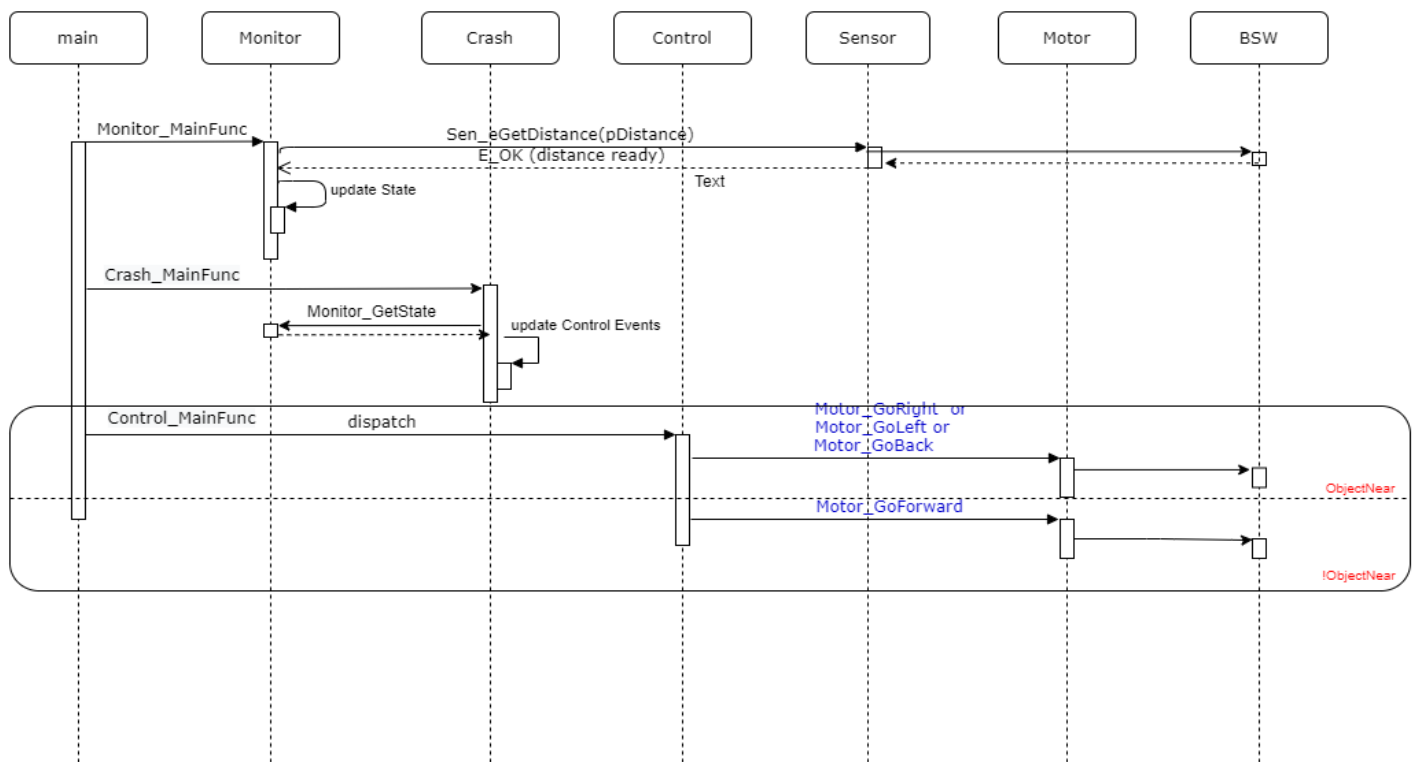 main
Monitor
Crash
Control
Sensor
Motor
BSW
Monitor_MainFunc
Sen_eGetDistance(pDistance)
E_OK (distance ready)
Text
update State
Crash_MainFunc
Monitor_GetState
update Control Events
Control_MainFunc
dispatch
Motor_GoRight or
Motor_GoLeft or
Motor_GoBack
ObjectNear
Motor_GoForward
!ObjectNear